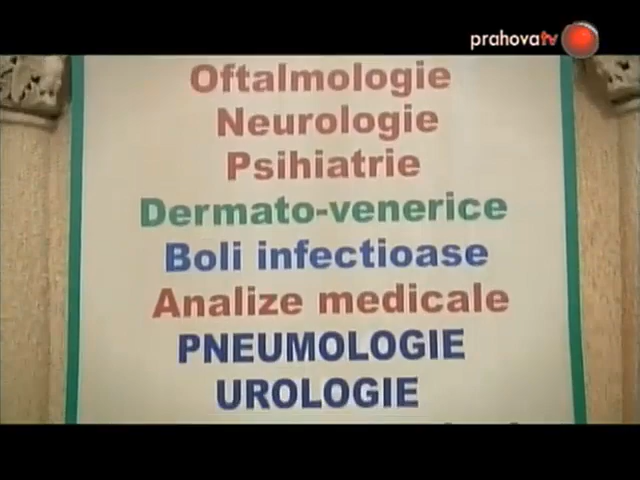 prahovatv
Oftalmologie
Neurologie
Psihiatrie
Dermato-venerice
Boli infectioase
Analize medicale
PNEUMOLOGIE
UROLOGIE